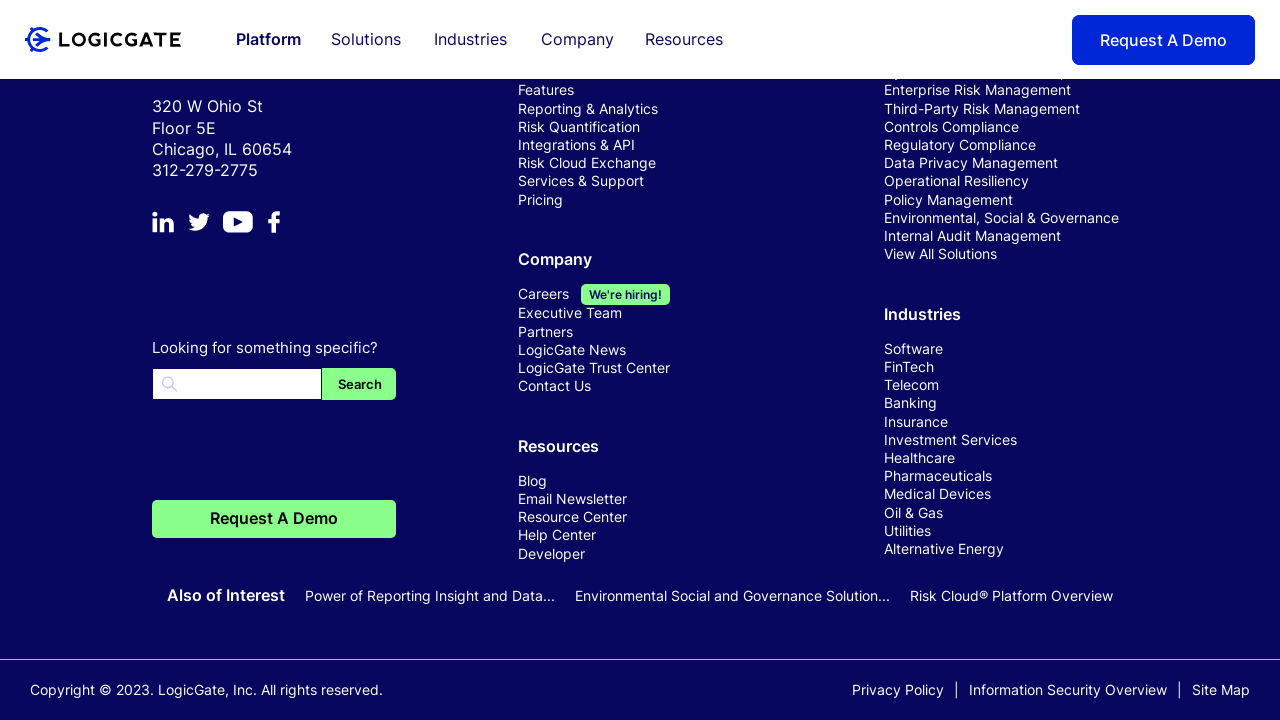 LOGICGATE
Platform
Solutions
Industries
Company
Resources
Request A Demo
320 W Ohio St
Floor 5E
Chicago, IL 60654
312-279-2775
Looking for something specific?
Search
Request A Demo
Features
Reporting & Analytics
Risk Quantification
Integrations & API
Risk Cloud Exchange
Services & Support
Pricing
Company
Careers We're hiring!
Executive Team
Partners
LogicGate News
LogicGate Trust Center
Contact Us
Resources
Blog
Email Newsletter
Resource Center
Help Center
Developer
Enterprise Risk Management
Third-Party Risk Management
Controls Compliance
Regulatory Compliance
Data Privacy Management
Operational Resiliency
Policy Management
Environmental, Social & Governance
Internal Audit Management
View All Solutions
Industries
Software
FinTech
Telecom
Banking
Insurance
Investment Services
Healthcare
Pharmaceuticals
Medical Devices
Oil & Gas
Utilities
Alternative Energy
Also of Interest
Power of Reporting Insight and Data...
Environmental Social and Governance Solution...
Risk Cloud® Platform Overview
Copyright © 2023. LogicGate, Inc. All rights reserved.
Privacy Policy | Information Security Overview | Site Map